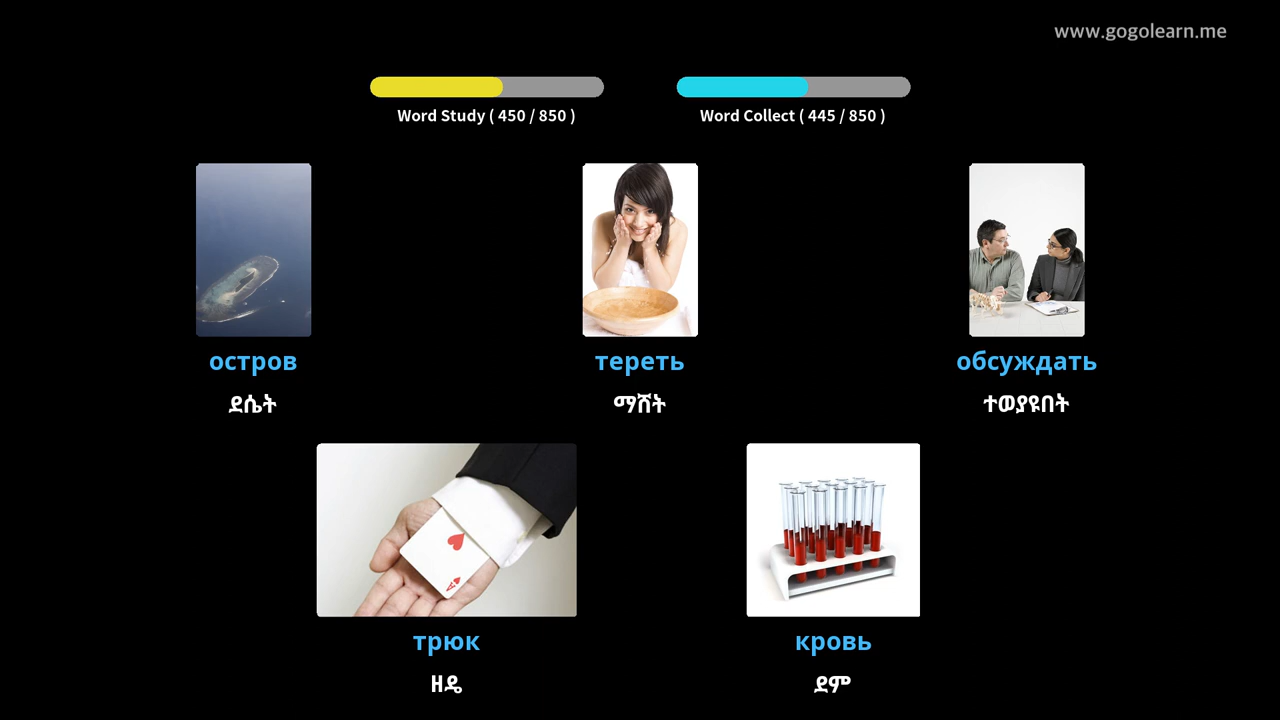 www.gogolearn.me
Word Study ( 450 / 850 )
Word Collect ( 445 / 850 )
остров
тереть
обсуждать
ደሴት
ማሸት
ተወያዩበት
трюк
кровь
ዘዴ
ደም